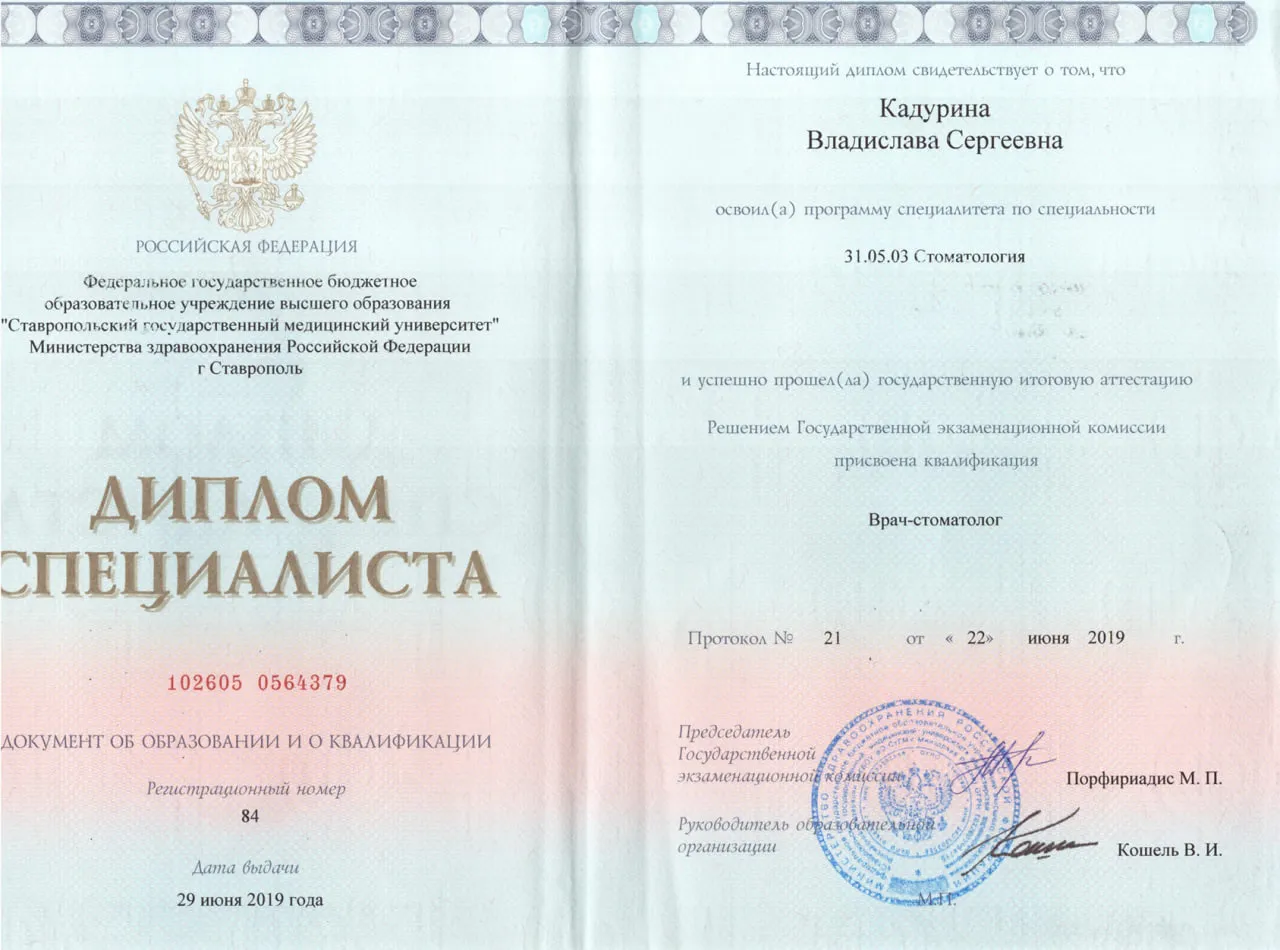 РОССИЙСКАЯ ФЕДЕРАЦИЯ
Федеральное государственное бюджетное
образовательное учреждение высшего образования
"Ставропольский государственный медицинский университет"
Министерства здравоохранения Российской Федерации
г Ставрополь
ДИПЛОМ
СПЕЦИАЛИСТА
102605 0564379
ДОКУМЕНТ ОБ ОБРАЗОВАНИИ И О КВАЛИФИКАЦИИ
Регистрационный номер
84
Дата выдачи
29 июня 2019 года
Настоящий диплом свидетельствует о том, что
Кадурина
Владислава Сергеевна
освоил(а) программу специалитета по специальности
31.05.03 Стоматология
и успешно прошел(ла) государственную итоговую аттестацию
Решением Государственной экзаменационной комиссии
присвоена квалификация
Врач-стоматолог
Протокол № 21 от « 22» июня 2019 г.
Председатель
Государственной
экзаменационной комиссии
Порфириадис М. П.
Руководитель образовательной
организации
Кошель В. И.
М.П.
МИНИСТЕРСТВО ЗДРАВООХРАНЕНИЯ РОССИЙСКОЙ ФЕДЕРАЦИИ